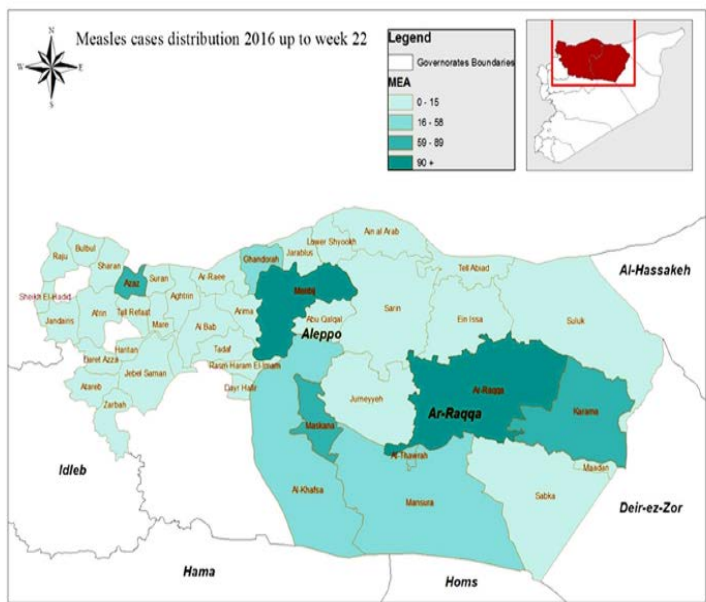 Measles cases distribution 2016 up to week 22
N
W
E
S
Legend
Governorates Boundaries
MEA
0 - 15
16 - 58
59 - 89
90 +
Ain al Arab
Lower Shyookh
Bulbul
Raju
Sharan
Ghandorah
Jarablus
Tell Abiad
Al-Hassakeh
Azaz
Suran
Ar-Raee
Sheikh El-Hadid
Aghtrin
Menbij
Jandairis
Afrin
Tall Refaat
Mare
Arima
Abu Qalqal
Sarin
Ein Issa
Suluk
Al Bab
Aleppo
Haritan
Daret Azza
Tadaf
Jebel Saman
Rasm Haram El-Imam
Atareb
Dayr Hafir
Jurneyyeh
Ar-Raqqa
Zarbah
Ar-Raqqa
Karama
Maskana
Idleb
Al-Thawrah
Maadan
Al-Khafsa
Mansura
Sabka
Deir-ez-Zor
Hama
Homs